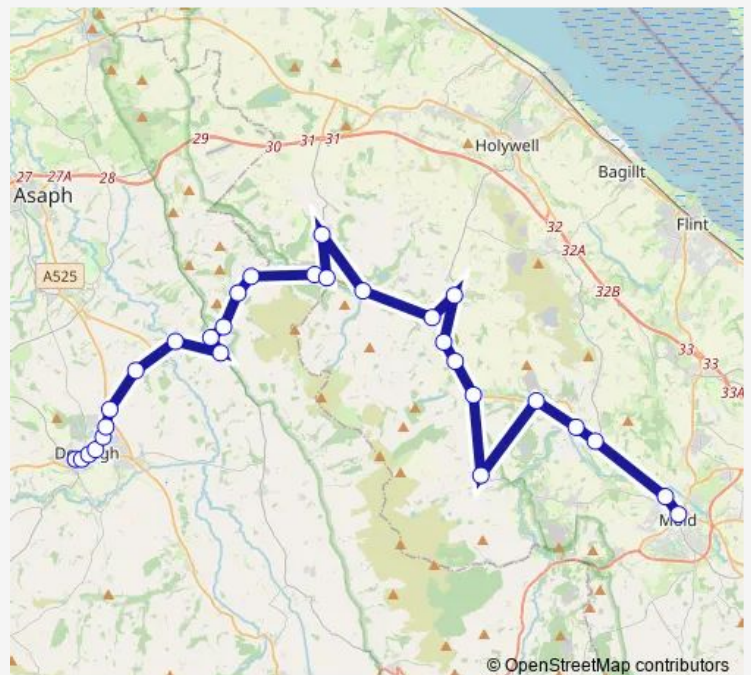 29
30
31
31
Holywell
27
27A
28
Asaph
Bagillt
Flint
32
32A
A525
32B
33
33
33A
© OpenStreetMap contributors